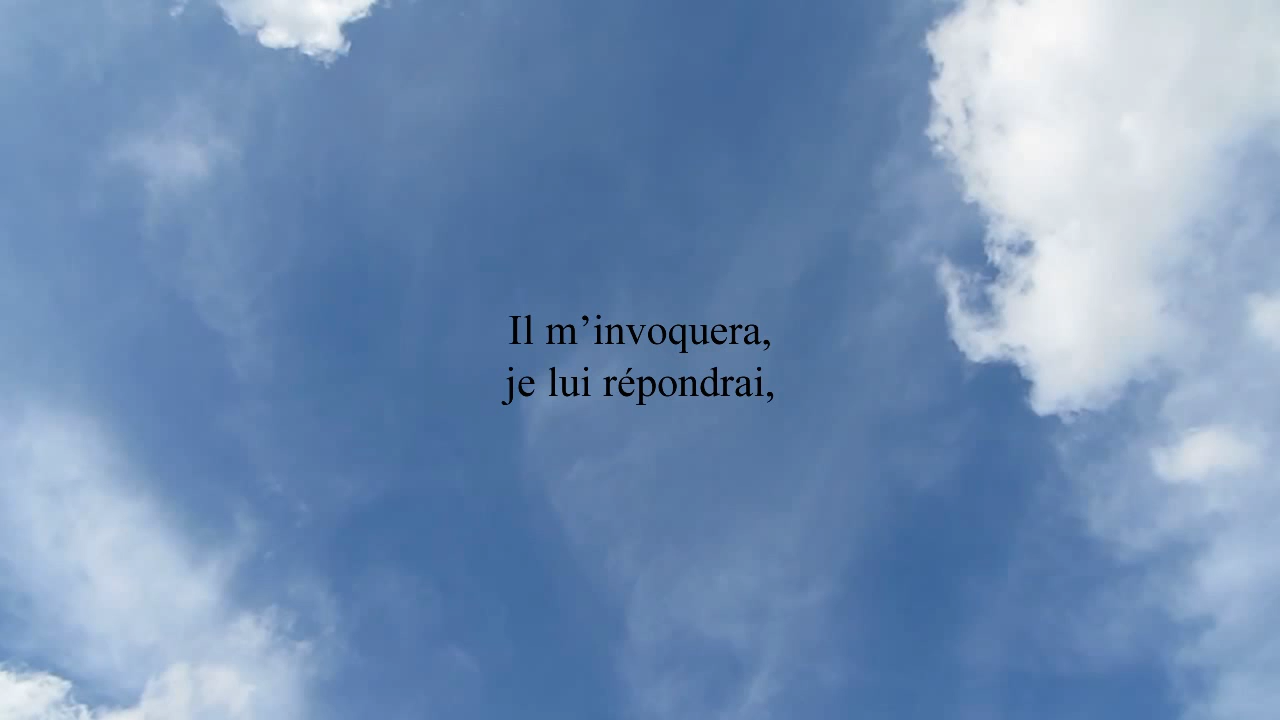 Il m’invoquera,
je lui répondrai,